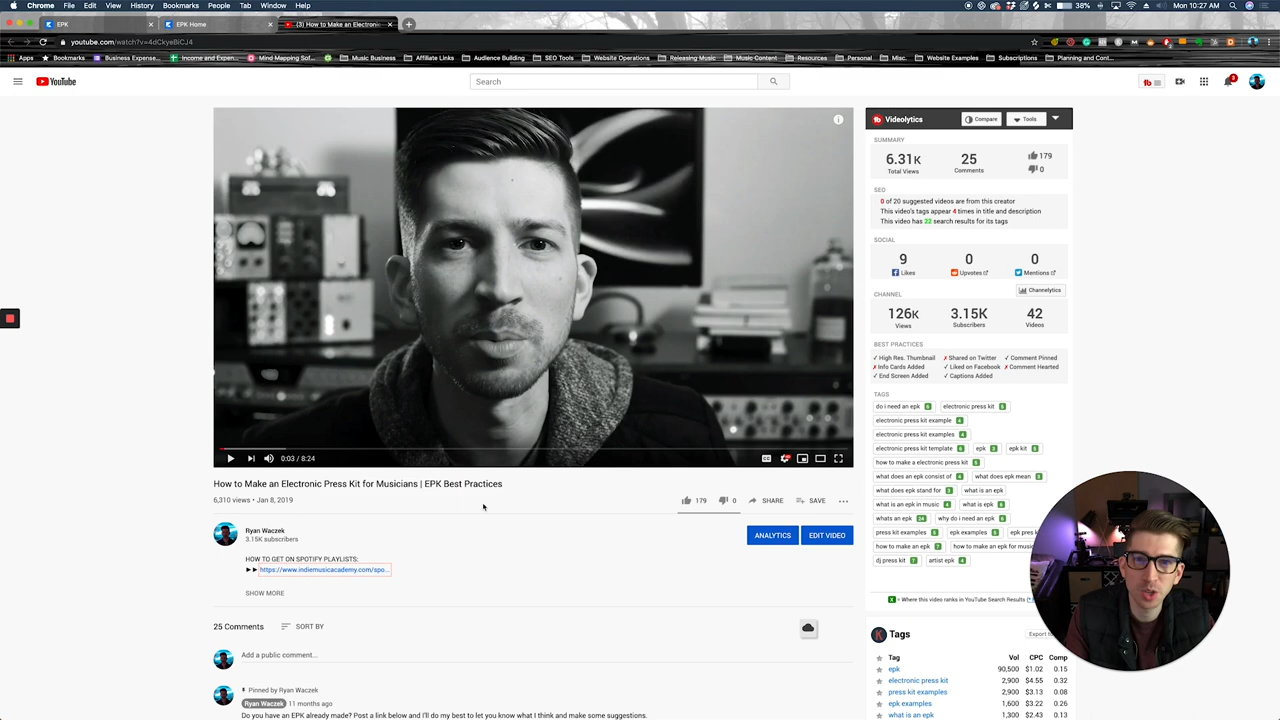 Chrome File Edit View History Bookmarks People Tab Window Help
38% Mon 10:27 AM
EPK
EPK Home
(3) How to Make an Electronic
youtube.com/watch?v=4dCkyeBiCJ4
Apps Bookmarks Business Expense... Income and Expen... Mind Mapping Sof... Music Business Affiliate Links Audience Building SEO Tools Website Operations Releasing Music Music Content Resources Personal Misc. Website Examples Subscriptions Planning and Cont...
YouTube
Search
3
0:03 / 8:24
How to Make an Electronic Press Kit for Musicians | EPK Best Practices
6,310 views • Jan 8, 2019
179 0 SHARE SAVE
Ryan Waczek
3.15K subscribers
ANALYTICS EDIT VIDEO
HOW TO GET ON SPOTIFY PLAYLISTS:
►► https://www.indiemusicacademy.com/spo...
SHOW MORE
25 Comments SORT BY
Add a public comment...
Pinned by Ryan Waczek
Ryan Waczek 11 months ago
Do you have an EPK already made? Post a link below and I'll do my best to let you know what I think and make some suggestions.
Videolytics Compare Tools
SUMMARY
6.31K 25 179
Total Views Comments 0
SEO
0 of 20 suggested videos are from this creator
This video's tags appear 4 times in title and description
This video has 22 search results for its tags
SOCIAL
9 0 0
Likes Upvotes Mentions
CHANNEL Channelytics
126K 3.15K 42
Views Subscribers Videos
BEST PRACTICES
✓ High Res. Thumbnail ✗ Shared on Twitter ✓ Comment Pinned
✗ Info Cards Added ✓ Liked on Facebook ✗ Comment Hearted
✓ End Screen Added ✓ Captions Added
TAGS
do i need an epk electronic press kit
electronic press kit example
electronic press kit examples
electronic press kit template epk epk kit
how to make a electronic press kit
what does an epk consist of what does epk mean
what does epk stand for what is an epk
what is an epk in music what is epk
whats an epk why do i need an epk
press kit examples epk examples epk pres
how to make an epk how to make an epk for music
dj press kit artist epk
= Where this video ranks in YouTube Search Results
Tags Export to
Tag Vol CPC Comp
epk 90,500 $1.02 0.15
electronic press kit 2,900 $4.55 0.32
press kit examples 2,900 $3.13 0.08
epk examples 1,600 $3.22 0.26
what is an epk 1,300 $2.43 0.13